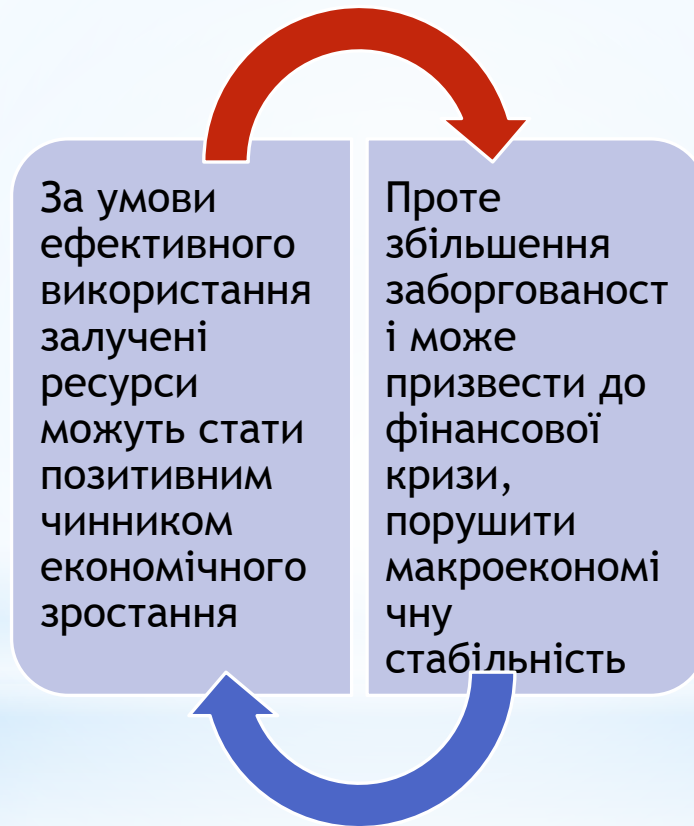 За умови
ефективного
використання
залучені
ресурси
можуть стати
позитивним
чинником
економічного
зростання
Проте
збільшення
заборгованост
і може
призвести до
фінансової
кризи,
порушити
макроекономі
чну
стабільність